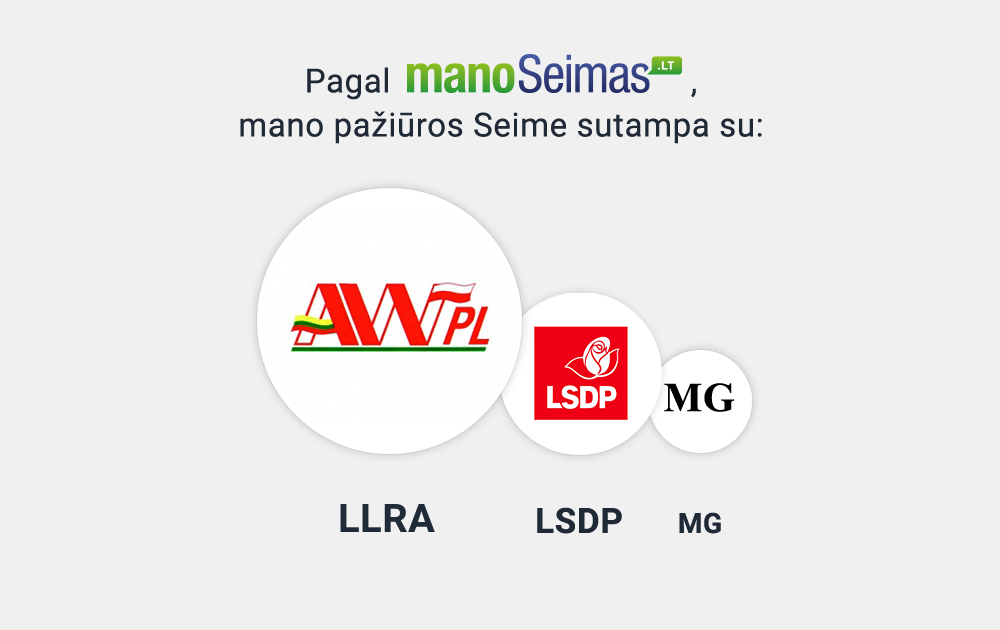 Pagal manoSeimas.LT ,
mano pažiūros Seime sutampa su:
AWPL
LSDP
MG
LLRA LSDP MG